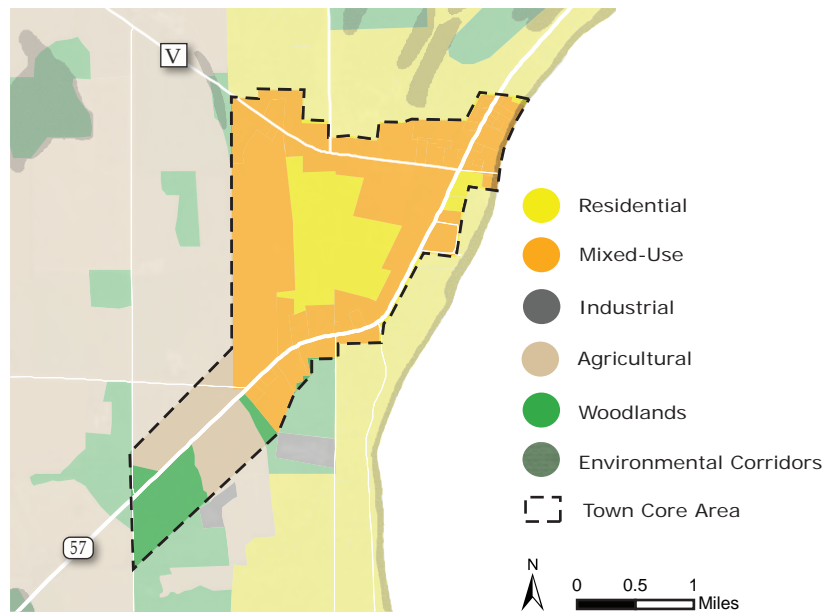 V
Residential
Mixed-Use
Industrial
Agricultural
Woodlands
Environmental Corridors
Town Core Area
57
N
0 0.5 1
Miles